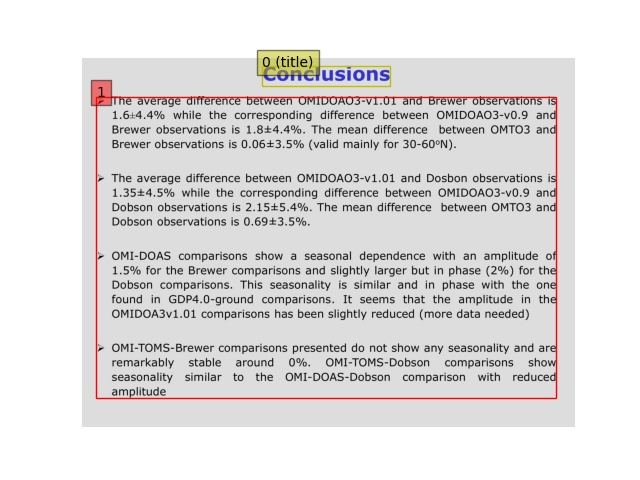 0 (title)
Conclusions
1
➢ The average difference between OMIDOAO3-v1.01 and Brewer observations is
1.6±4.4% while the corresponding difference between OMIDOAO3-v0.9 and
Brewer observations is 1.8±4.4%. The mean difference between OMTO3 and
Brewer observations is 0.06±3.5% (valid mainly for 30-60ºN).
➢ The average difference between OMIDOAO3-v1.01 and Dosbon observations is
1.35±4.5% while the corresponding difference between OMIDOAO3-v0.9 and
Dobson observations is 2.15±5.4%. The mean difference between OMTO3 and
Dobson observations is 0.69±3.5%.
➢ OMI-DOAS comparisons show a seasonal dependence with an amplitude of
1.5% for the Brewer comparisons and slightly larger but in phase (2%) for the
Dobson comparisons. This seasonality is similar and in phase with the one
found in GDP4.0-ground comparisons. It seems that the amplitude in the
OMIDOA3v1.01 comparisons has been slightly reduced (more data needed)
➢ OMI-TOMS-Brewer comparisons presented do not show any seasonality and are
remarkably stable around 0%. OMI-TOMS-Dobson comparisons show
seasonality similar to the OMI-DOAS-Dobson comparison with reduced
amplitude